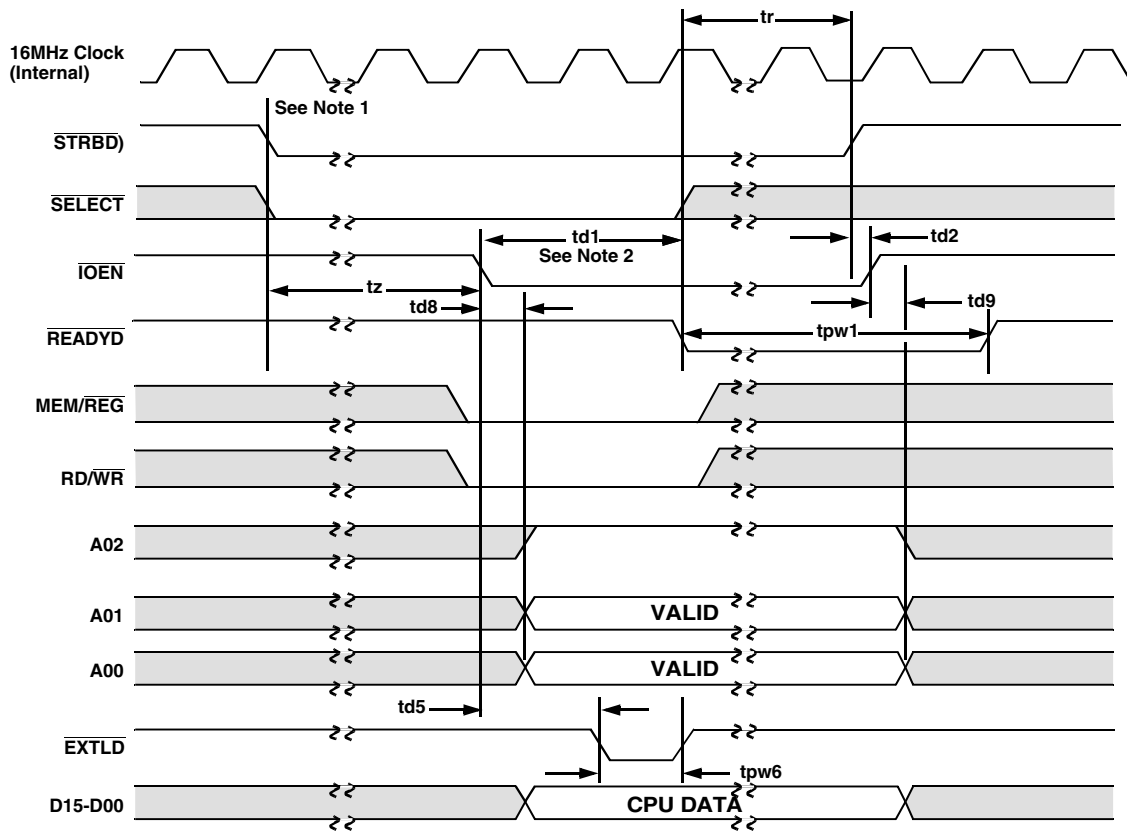 tr
16MHz Clock
(Internal)
See Note 1
STRBD)
SELECT
td1
See Note 2
td2
IOEN
tz
td8
td9
READYD
tpw1
MEM/REG
RD/WR
A02
A01
VALID
A00
VALID
td5
EXTLD
tpw6
D15-D00
CPU DATA